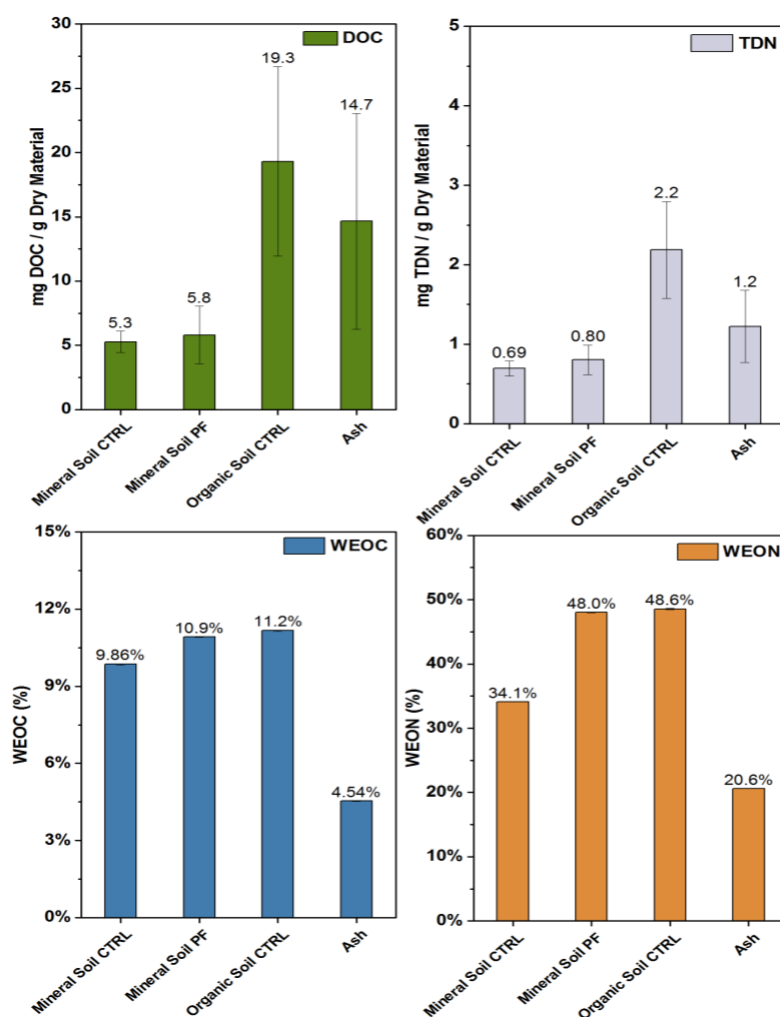 DOC
mg DOC / g Dry Material
30
25
20
15
10
5
0
5.3
5.8
19.3
14.7
Mineral Soil CTRL
Mineral Soil PF
Organic Soil CTRL
Ash
TDN
mg TDN / g Dry Material
5
4
3
2
1
0
0.69
0.80
2.2
1.2
Mineral Soil CTRL
Mineral Soil PF
Organic Soil CTRL
Ash
WEOC
WEOC (%)
15%
12%
9%
6%
3%
0%
9.86%
10.9%
11.2%
4.54%
Mineral Soil CTRL
Mineral Soil PF
Organic Soil CTRL
Ash
WEON
WEON (%)
60%
50%
40%
30%
20%
10%
0%
34.1%
48.0%
48.6%
20.6%
Mineral Soil CTRL
Mineral Soil PF
Organic Soil CTRL
Ash